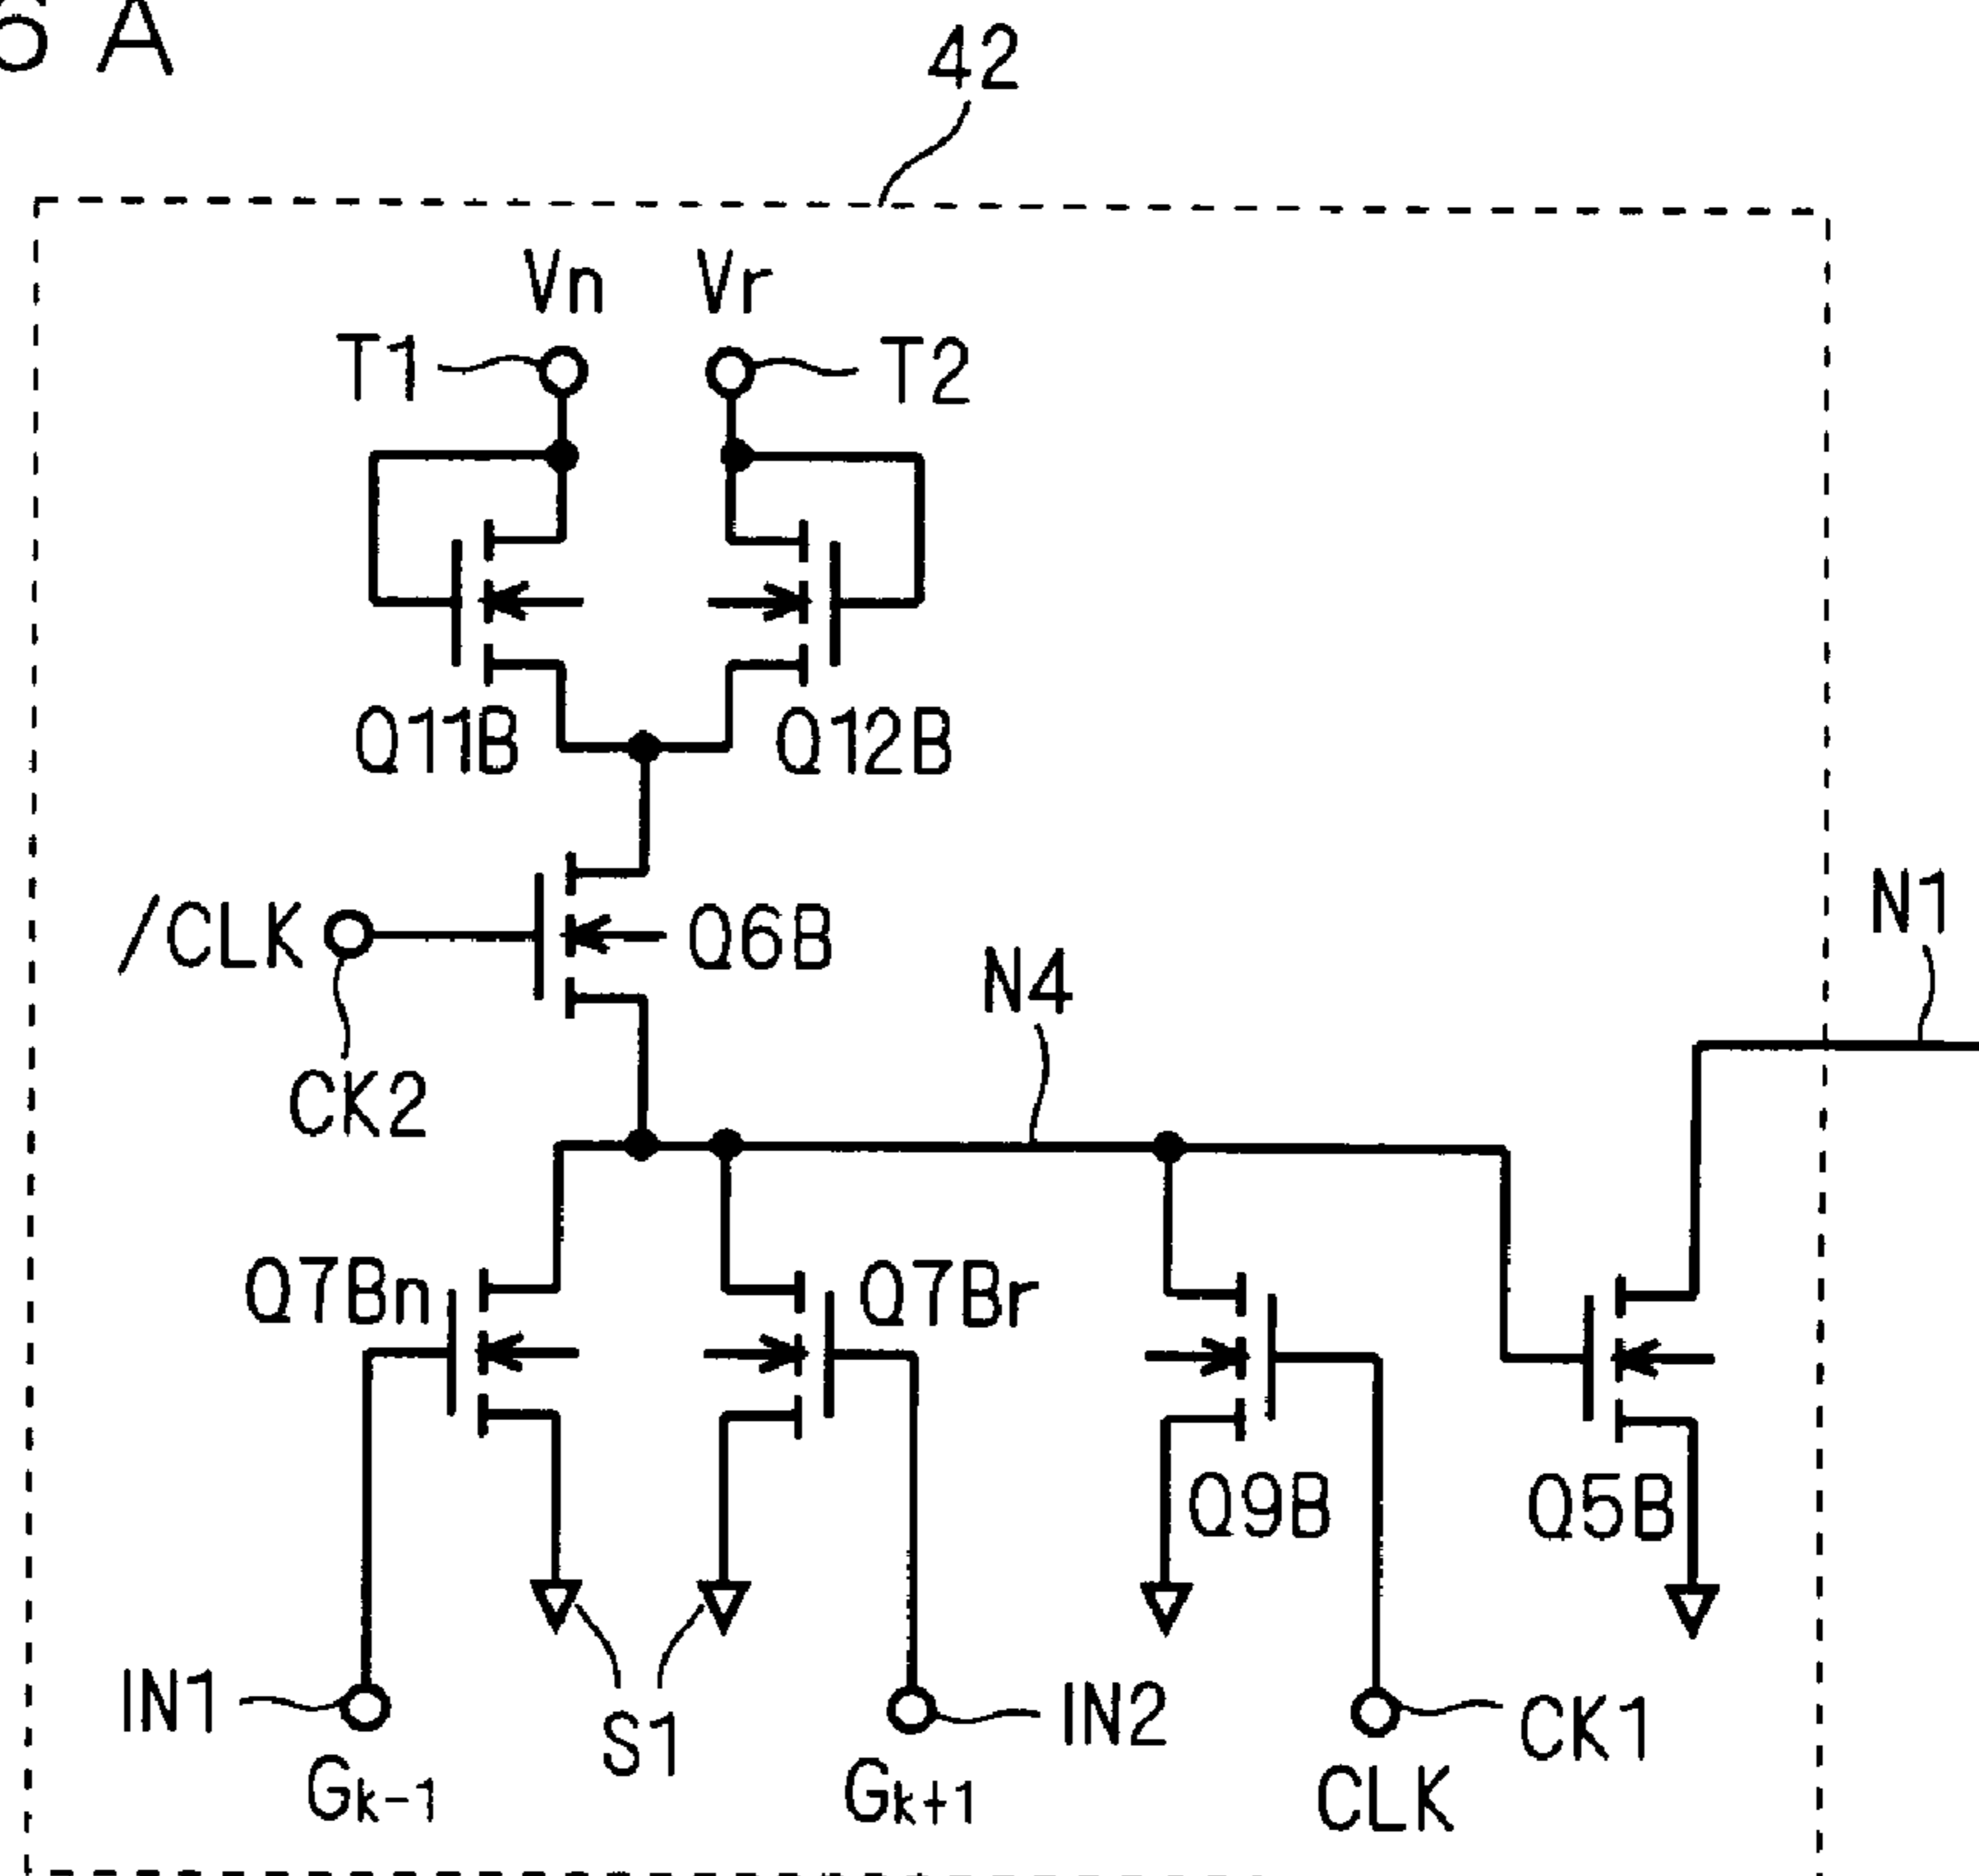 6 A
42
Vn Vr
T1 T2
Q11B Q12B
/CLK Q6B N1
N4
CK2
Q7Bn Q7Br
Q9B Q5B
IN1 S1 IN2 CK1
Gk-1 Gk+1 CLK